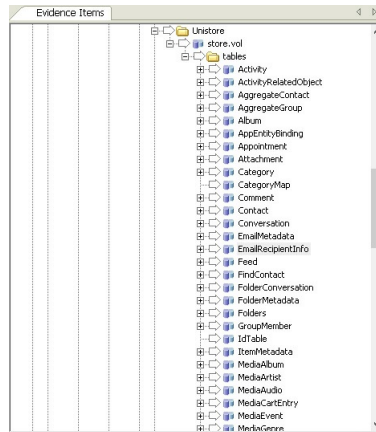 Evidence Items
Unistore
store.vol
tables
Activity
ActivityRelatedObject
AggregateContact
AggregateGroup
Album
AppEntityBinding
Appointment
Attachment
Category
CategoryMap
Comment
Contact
Conversation
EmailMetadata
EmailRecipientInfo
Feed
FindContact
FolderConversation
FolderMetadata
Folders
GroupMember
IdTable
ItemMetadata
MediaAlbum
MediaArtist
MediaAudio
MediaCartEntry
MediaEvent
MediaGenre